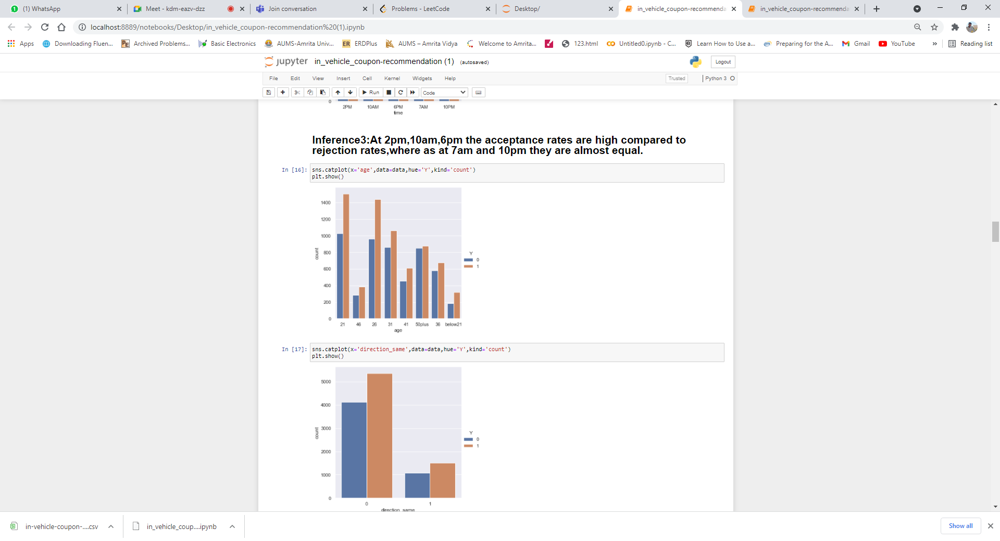 (1) WhatsApp
Meet - kdm-eazv-dzz
Join conversation
Problems - LeetCode
Desktop/
in_vehicle_coupon-recommenda
in_vehicle_coupon-recommenda
localhost:8889/notebooks/Desktop/in_vehicle_coupon-recommendation%20(1).ipynb
Apps
Downloading Fluen...
Archived Problems...
Basic Electronics
AUMS-Amrita Univ...
ERDPlus
AUMS – Amrita Vidya
Welcome to Amrita...
123.html
Untitled0.ipynb - C...
Learn How to Use a...
Preparing for the A...
Gmail
YouTube
Reading list
jupyter in_vehicle_coupon-recommendation (1) (autosaved)
Logout
File Edit View Insert Cell Kernel Widgets Help
Trusted
Python 3
Run
Code
0
2PM 10AM 6PM 7AM 10PM
time
Inference3:At 2pm,10am,6pm the acceptance rates are high compared to
rejection rates,where as at 7am and 10pm they are almost equal.
In [16]: sns.catplot(x='age',data=data,hue='Y',kind='count')
plt.show()
1400
1200
1000
800
600
400
200
0
count
21 46 26 31 41 50plus 36 below21
age
Y
0
1
In [17]: sns.catplot(x='direction_same',data=data,hue='Y',kind='count')
plt.show()
5000
4000
3000
2000
1000
0
count
0 1
direction_same
Y
0
1
in-vehicle-coupon-....csv
in_vehicle_coup....ipynb
Show all